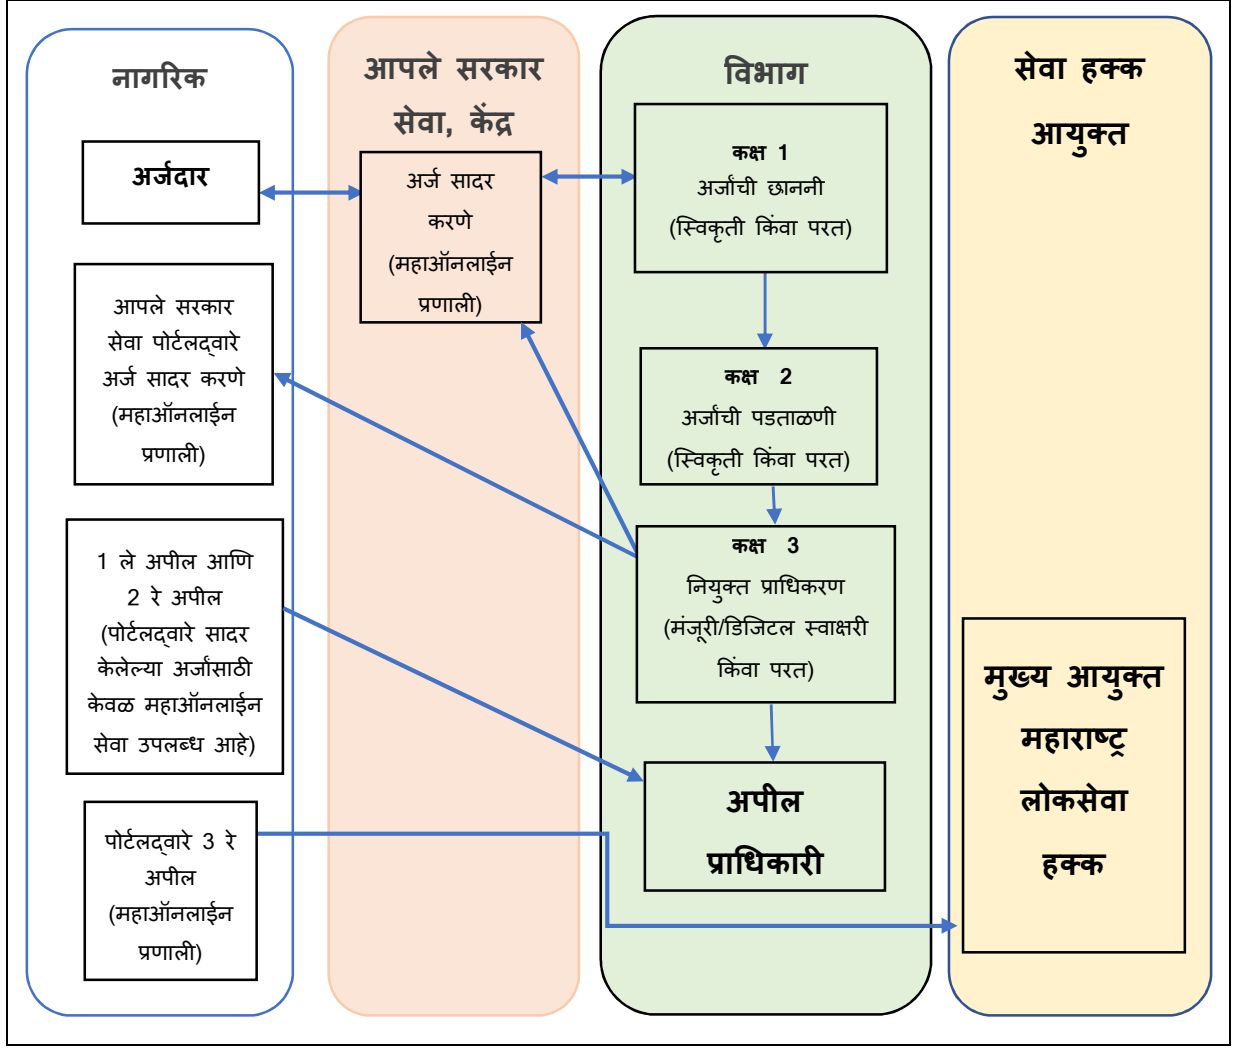 नागरिक
अर्जदार
आपले सरकार
सेवा पोर्टलद्वारे
अर्ज सादर करणे
(महाऑनलाईन
प्रणाली)
1 ले अपील आणि
2 रे अपील
(पोर्टलद्वारे सादर
केलेल्या अर्जांसाठी
केवळ महाऑनलाईन
सेवा उपलब्ध आहे)
पोर्टलद्वारे 3 रे
अपील
(महाऑनलाईन
प्रणाली)
आपले सरकार
सेवा, केंद्र
अर्ज सादर
करणे
(महाऑनलाईन
प्रणाली)
विभाग
कक्ष 1
अर्जांची छाननी
(स्विकृती किंवा परत)
कक्ष 2
अर्जांची पडताळणी
(स्विकृती किंवा परत)
कक्ष 3
नियुक्त प्राधिकरण
(मंजूरी/डिजिटल स्वाक्षरी
किंवा परत)
अपील
प्राधिकारी
सेवा हक्क
आयुक्त
मुख्य आयुक्त
महाराष्ट्र
लोकसेवा
हक्क